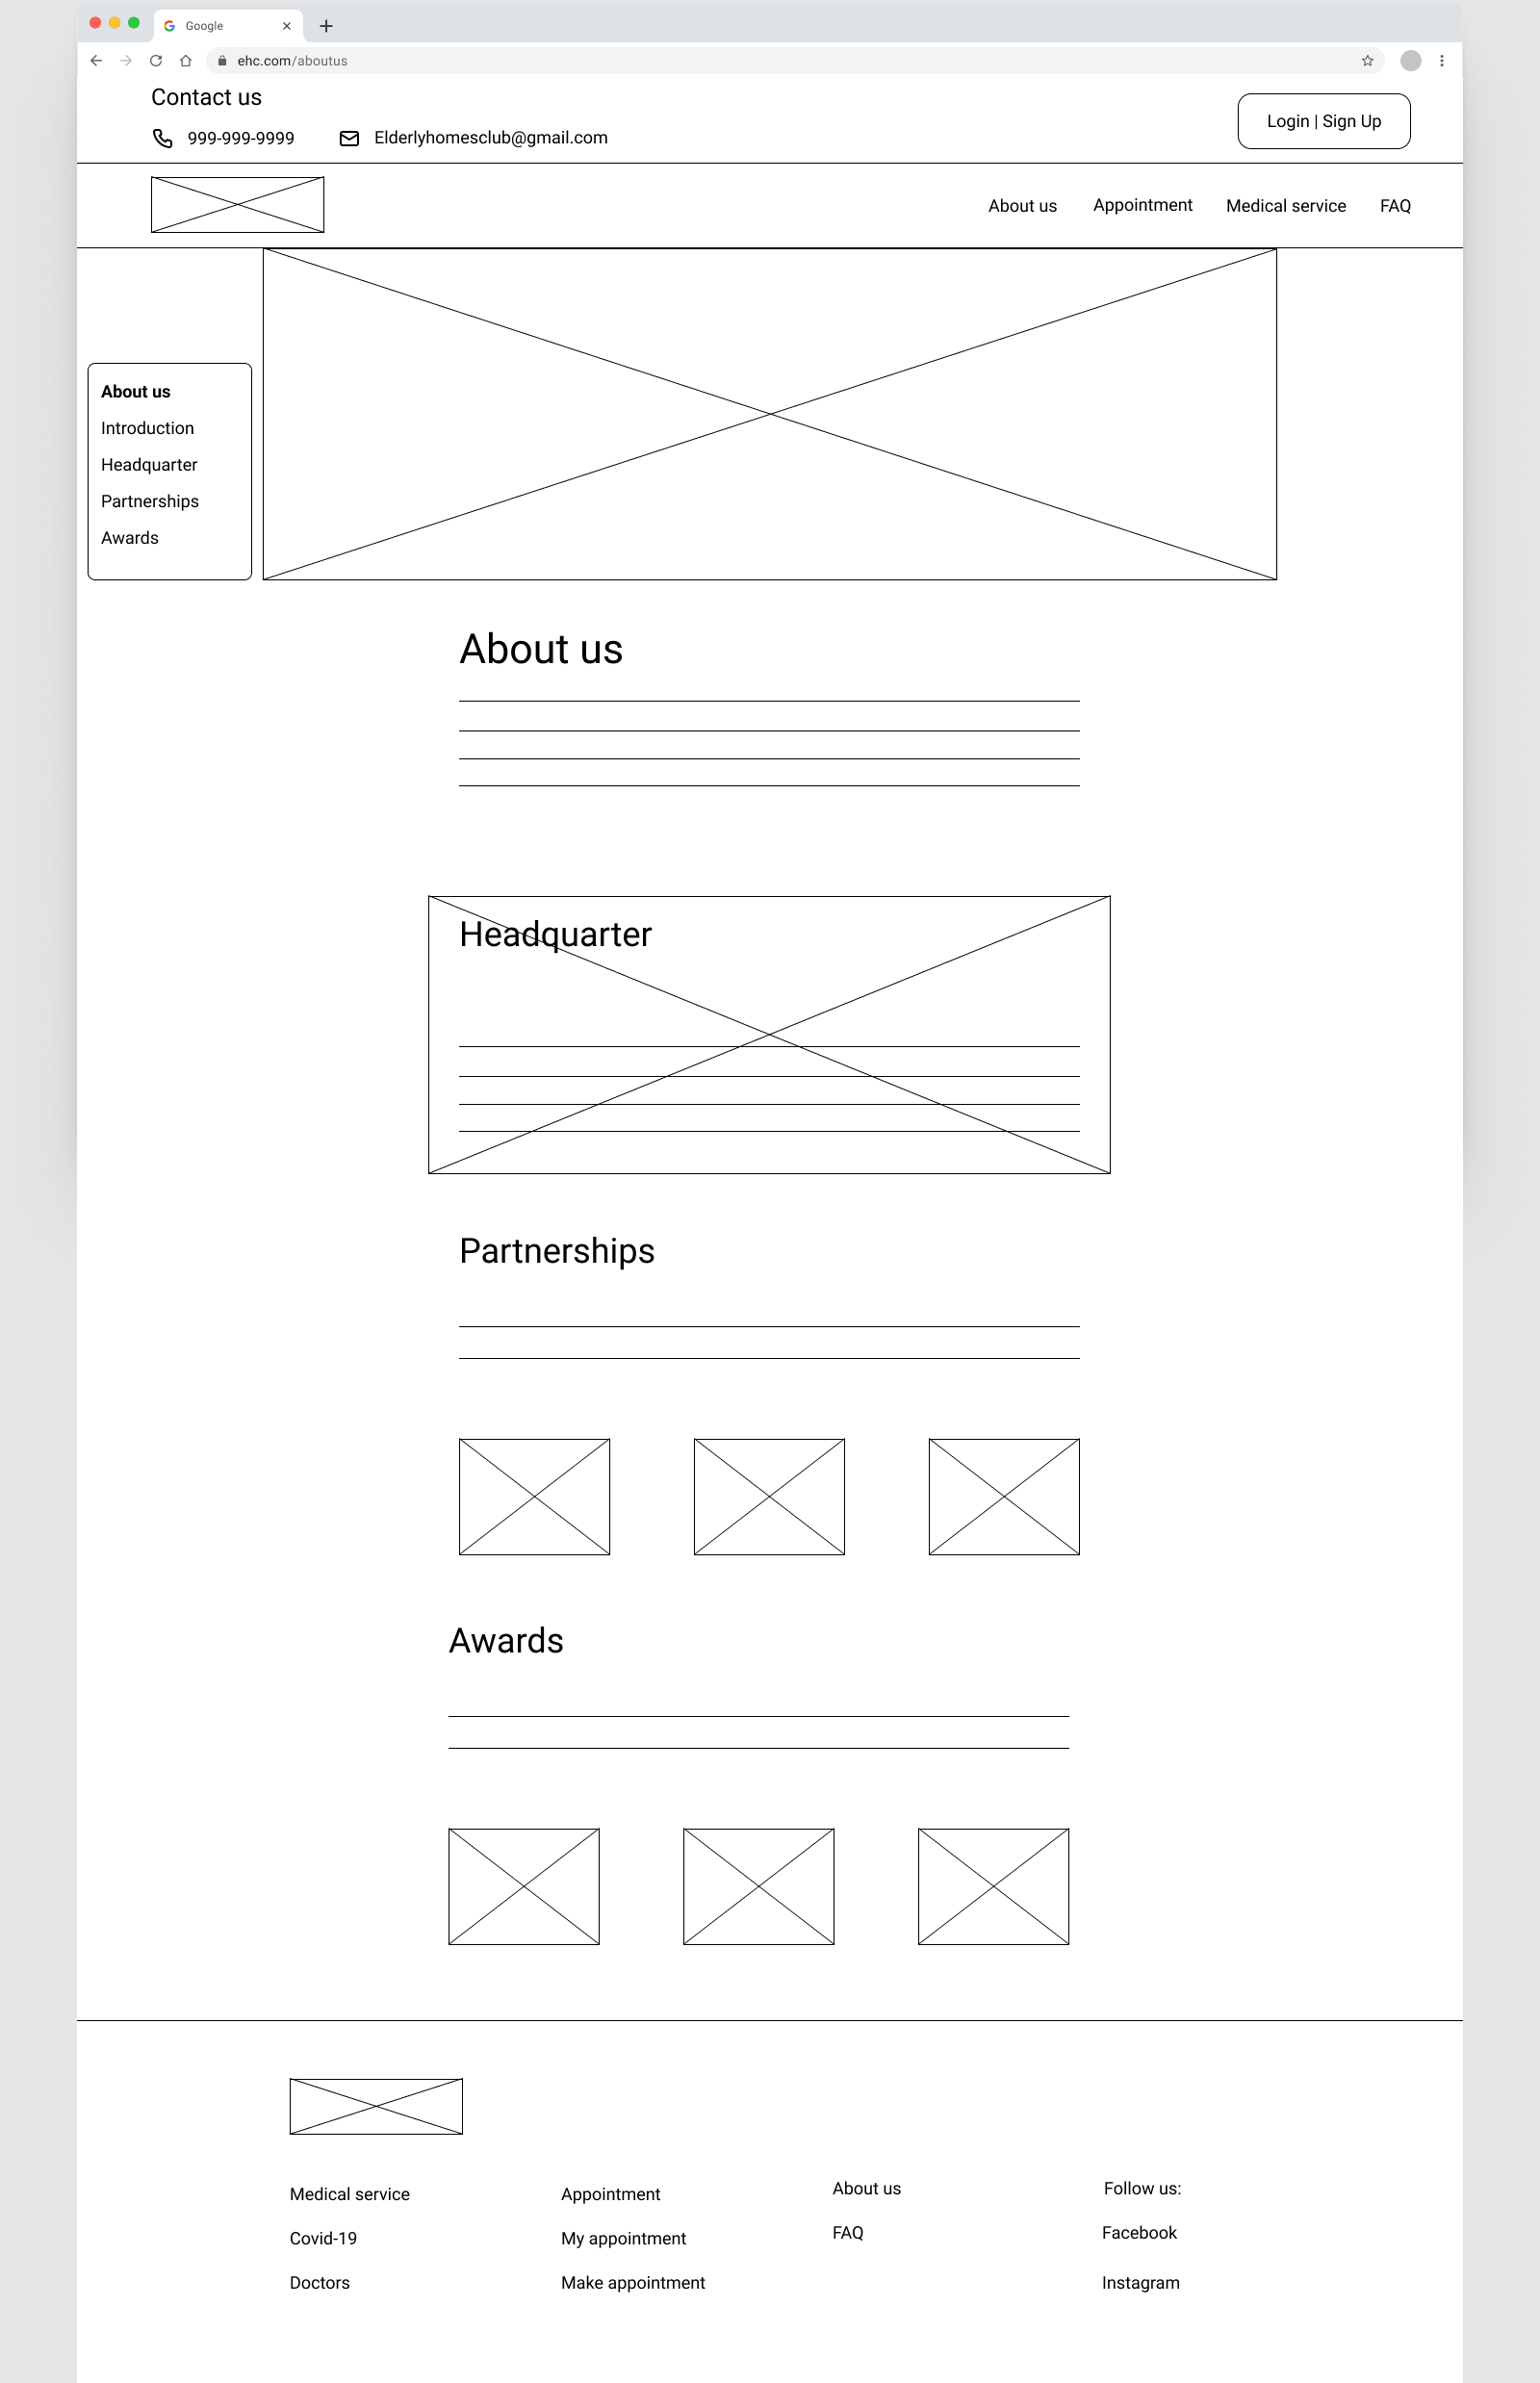 Google
ehc.com/aboutus
Contact us
999-999-9999 Elderlyhomesclub@gmail.com
Login | Sign Up
About us Appointment Medical service FAQ
About us
Introduction
Headquarter
Partnerships
Awards
About us
Headquarter
Partnerships
Awards
Medical service Appointment About us Follow us:
Covid-19 My appointment FAQ Facebook
Doctors Make appointment Instagram